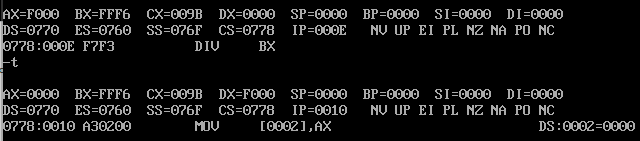 AX=F000 BX=FFF6 CX=009B DX=0000 SP=0000 BP=0000 SI=0000 DI=0000
DS=0770 ES=0760 SS=076F CS=0778 IP=000E NV UP EI PL NZ NA PO NC
0778:000E F7F3 DIV BX
-t
AX=0000 BX=FFF6 CX=009B DX=F000 SP=0000 BP=0000 SI=0000 DI=0000
DS=0770 ES=0760 SS=076F CS=0778 IP=0010 NV UP EI PL NZ NA PO NC
0778:0010 A30200 MOV [0002],AX DS:0002=0000